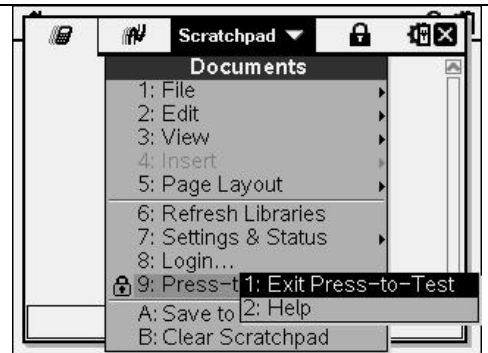 Scratchpad
Documents
1: File
2: Edit
3: View
4: Insert
5: Page Layout
6: Refresh Libraries
7: Settings & Status
8: Login...
9: Press-t
1: Exit Press-to-Test
2: Help
A: Save to
B: Clear Scratchpad